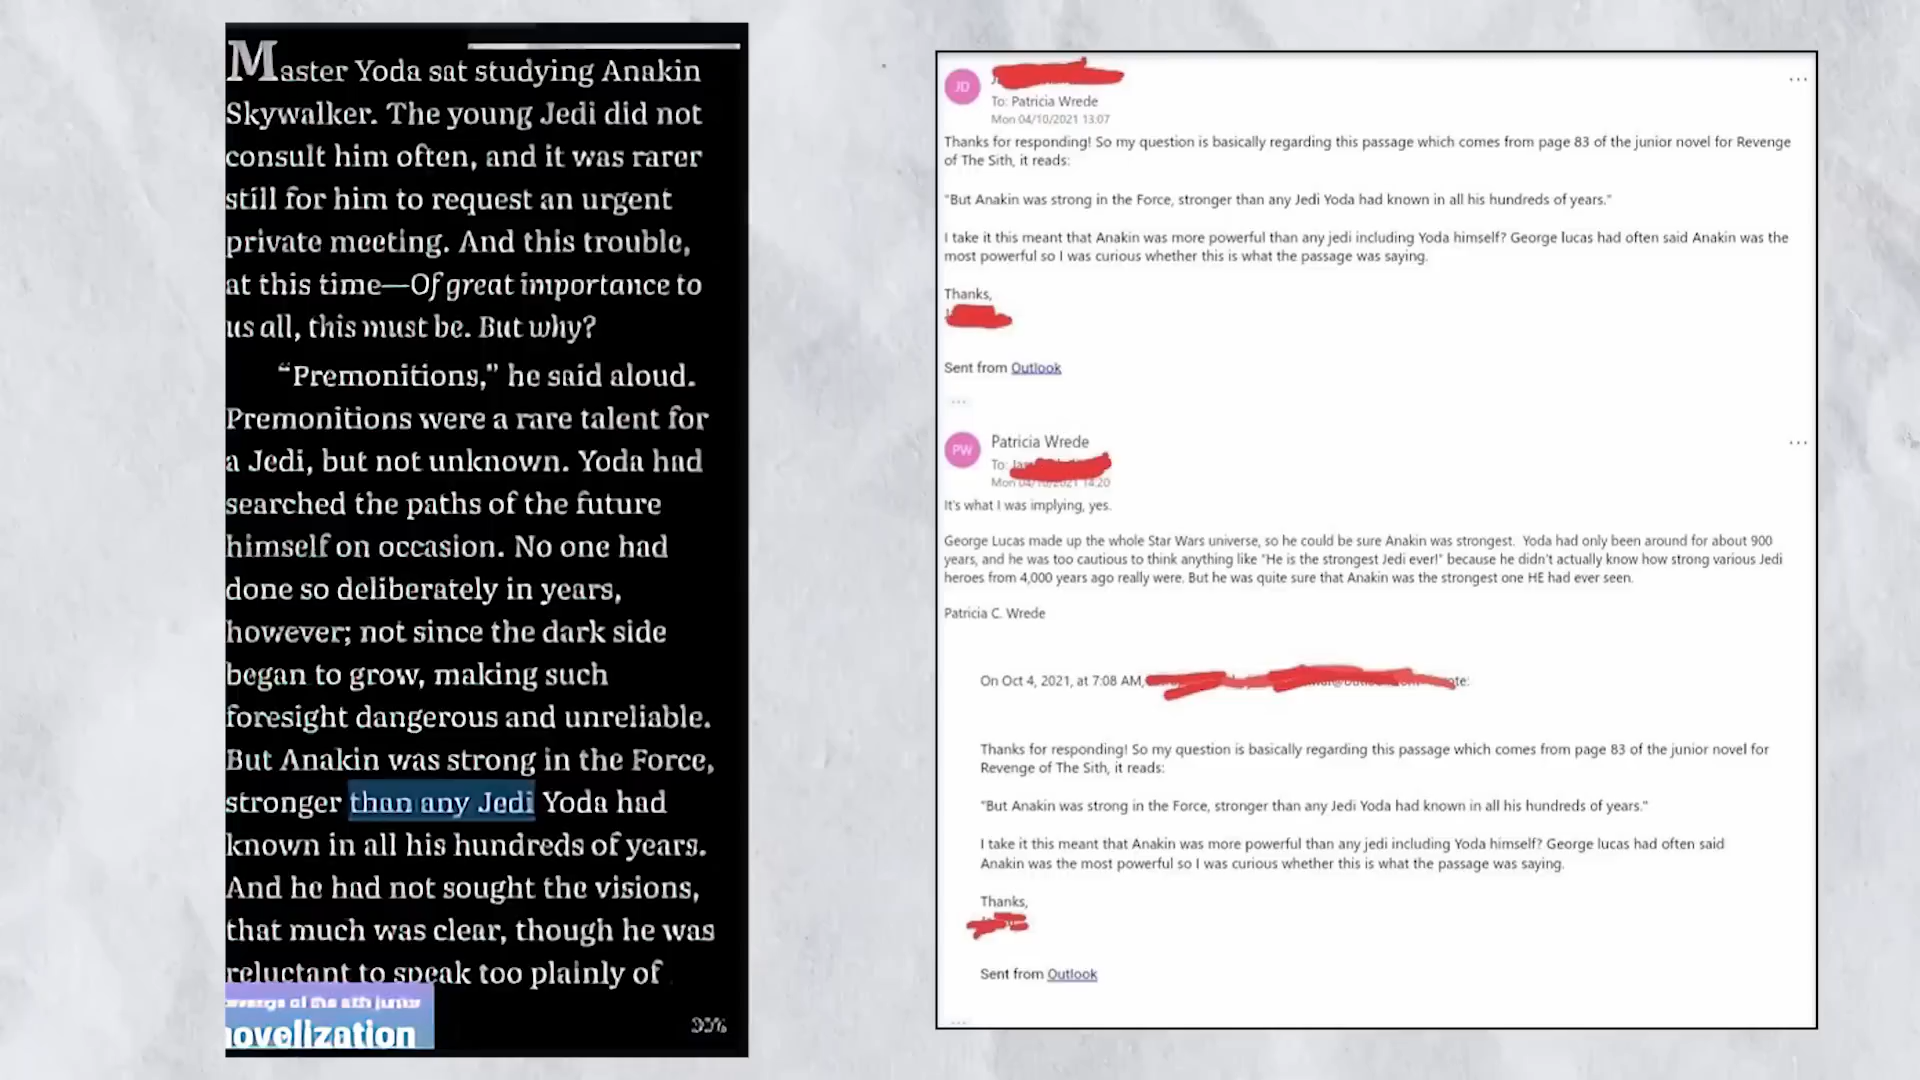 Master Yoda sat studying Anakin
Skywalker. The young Jedi did not
consult him often, and it was rarer
still for him to request an urgent
private meeting. And this trouble,
at this time—Of great importance to
us all, this must be. But why?
“Premonitions,” he said aloud.
Premonitions were a rare talent for
a Jedi, but not unknown. Yoda had
searched the paths of the future
himself on occasion. No one had
done so deliberately in years,
however; not since the dark side
began to grow, making such
foresight dangerous and unreliable.
But Anakin was strong in the Force,
stronger than any Jedi Yoda had
known in all his hundreds of years.
And he had not sought the visions,
that much was clear, though he was
reluctant to speak too plainly of
revenge of the sith junior
novelization
JD
To: Patricia Wrede
Mon 04/10/2021 13:07
Thanks for responding! So my question is basically regarding this passage which comes from page 83 of the junior novel for Revenge
of The Sith, it reads:
"But Anakin was strong in the Force, stronger than any Jedi Yoda had known in all his hundreds of years."
I take it this meant that Anakin was more powerful than any jedi including Yoda himself? George lucas had often said Anakin was the
most powerful so I was curious whether this is what the passage was saying.
Thanks,
Sent from Outlook
PW
Patricia Wrede
To:
Mon 04/10/2021 14:20
It's what I was implying, yes.
George Lucas made up the whole Star Wars universe, so he could be sure Anakin was strongest. Yoda had only been around for about 900
years, and he was too cautious to think anything like "He is the strongest Jedi ever!" because he didn't actually know how strong various Jedi
heroes from 4,000 years ago really were. But he was quite sure that Anakin was the strongest one HE had ever seen.
Patricia C. Wrede
On Oct 4, 2021, at 7:08 AM,
Thanks for responding! So my question is basically regarding this passage which comes from page 83 of the junior novel for
Revenge of The Sith, it reads:
"But Anakin was strong in the Force, stronger than any Jedi Yoda had known in all his hundreds of years."
I take it this meant that Anakin was more powerful than any jedi including Yoda himself? George lucas had often said
Anakin was the most powerful so I was curious whether this is what the passage was saying.
Thanks,
Sent from Outlook